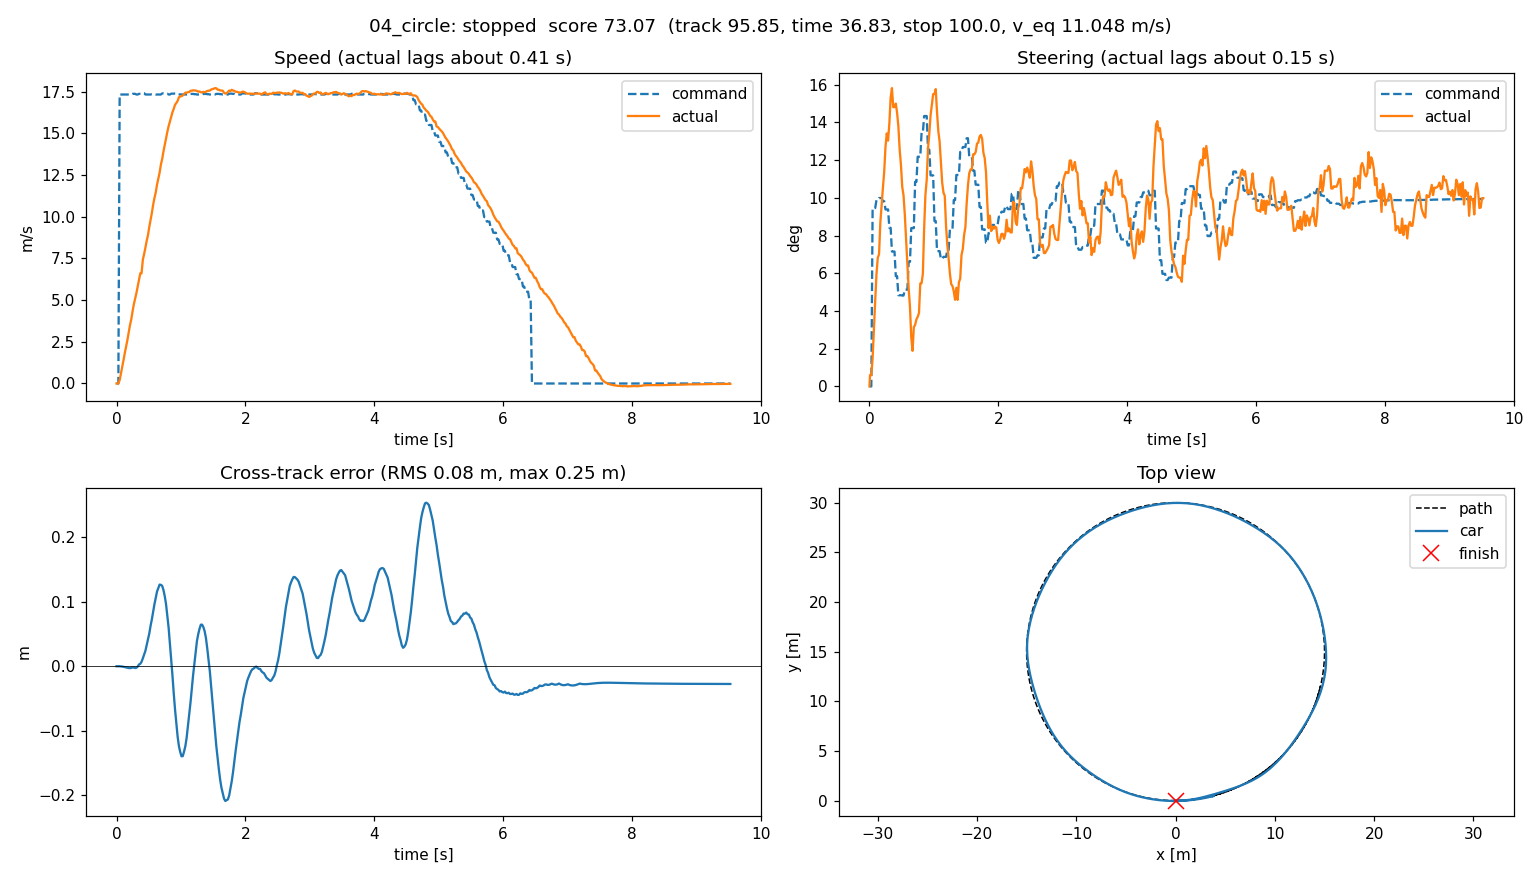 04_circle: stopped  score 73.07  (track 95.85, time 36.83, stop 100.0, v_eq 11.048 m/s)
Speed (actual lags about 0.41 s)
command
actual
17.5
15.0
12.5
10.0
7.5
5.0
2.5
0.0
m/s
0 2 4 6 8 10
time [s]
Steering (actual lags about 0.15 s)
command
actual
16
14
12
10
8
6
4
2
0
deg
0 2 4 6 8 10
time [s]
Cross-track error (RMS 0.08 m, max 0.25 m)
0.2
0.1
0.0
−0.1
−0.2
m
0 2 4 6 8 10
time [s]
Top view
path
car
finish
30
25
20
15
10
5
0
y [m]
−30 −20 −10 0 10 20 30
x [m]